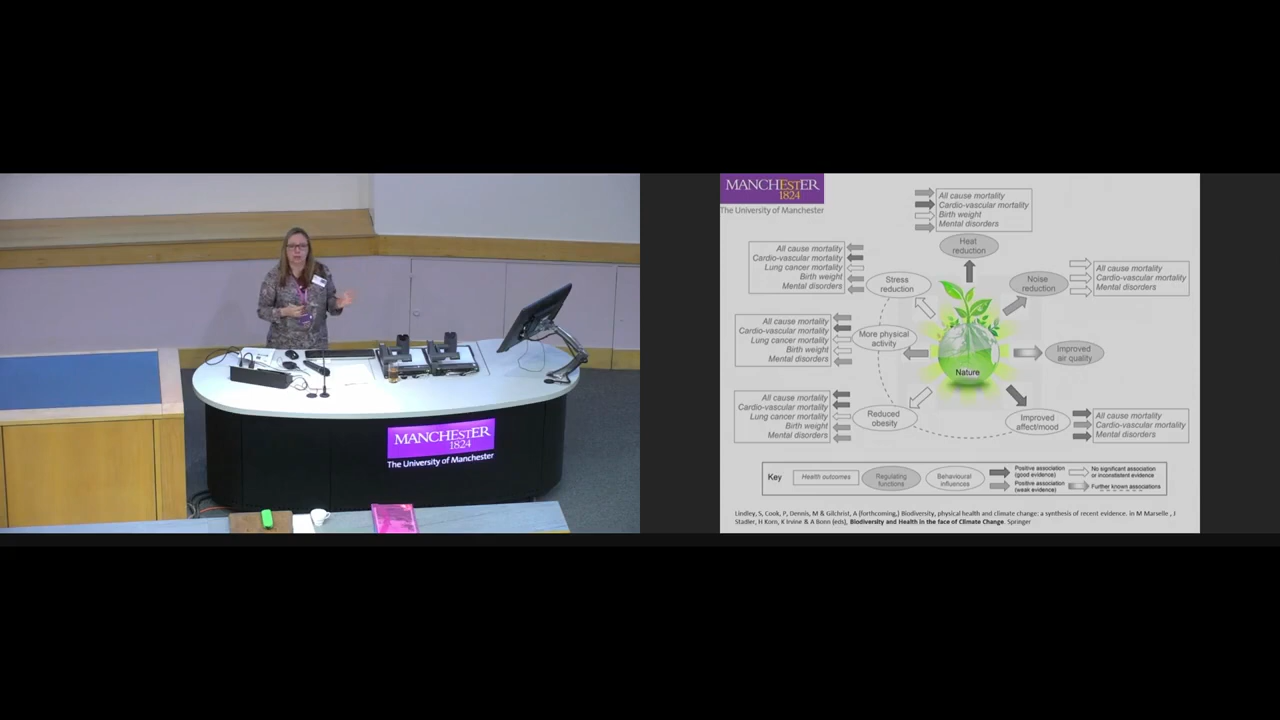 MANCHESTER
1824
The University of Manchester
MANCHESTER
1824
The University of Manchester
All cause mortality
Cardio-vascular mortality
Birth weight
Mental disorders
Heat
reduction
All cause mortality
Cardio-vascular mortality
Lung cancer mortality
Birth weight
Mental disorders
Stress
reduction
Noise
reduction
All cause mortality
Cardio-vascular mortality
Mental disorders
All cause mortality
Cardio-vascular mortality
Lung cancer mortality
Birth weight
Mental disorders
More physical
activity
Nature
Improved
air quality
All cause mortality
Cardio-vascular mortality
Lung cancer mortality
Birth weight
Mental disorders
Reduced
obesity
Improved
affect/mood
All cause mortality
Cardio-vascular mortality
Mental disorders
Key
Health outcomes
Regulating
functions
Behavioural
influences
Positive association
(good evidence)
Positive association
(weak evidence)
No significant association
or inconsistent evidence
Further known associations
Lindley, S, Cook, P, Dennis, M & Gilchrist, A (forthcoming,) Biodiversity, physical health and climate change: a synthesis of recent evidence. in M Marselle , J
Stadler, H Korn, K Irvine & A Bonn (eds), Biodiversity and Health in the face of Climate Change. Springer